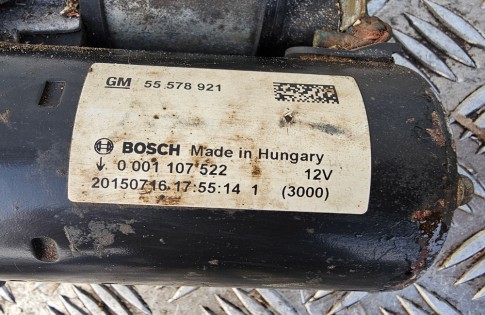 GM 55 578 921
BOSCH Made in Hungary
0 001 107 522 12V
20150716 17:55:14 1 (3000)